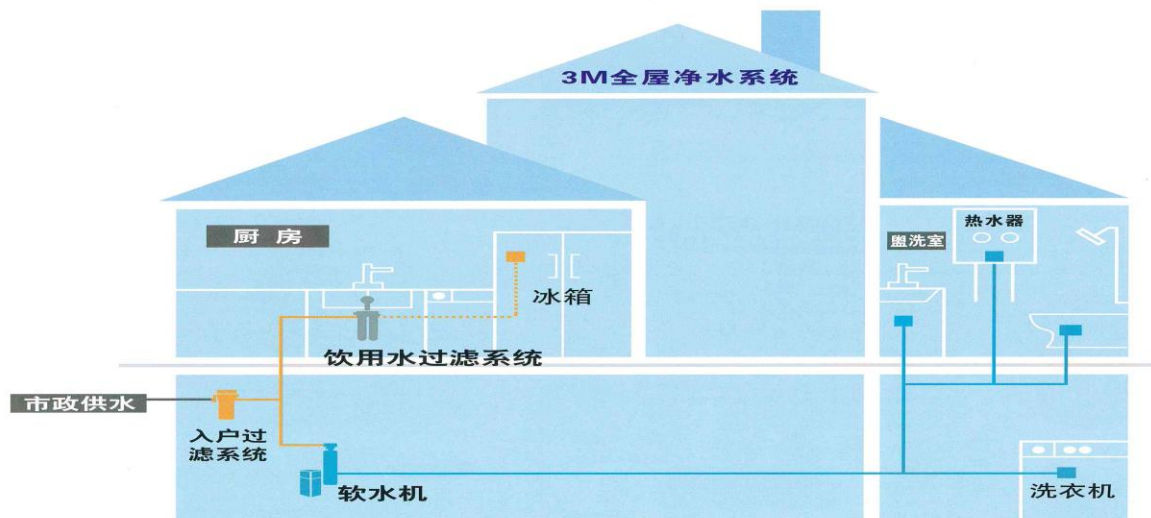 3M全屋净水系统
厨房
热水器
盥洗室
冰箱
饮用水过滤系统
市政供水
入户过
滤系统
软水机
洗衣机